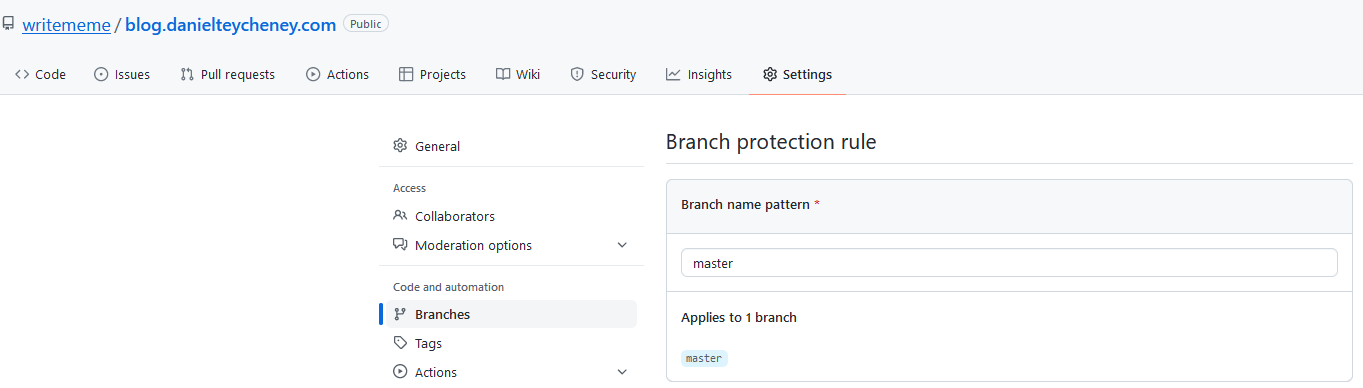 writememe / blog.danielteycheney.com Public
Code Issues Pull requests Actions Projects Wiki Security Insights Settings
General
Access
Collaborators
Moderation options
Code and automation
Branches
Tags
Actions
Branch protection rule
Branch name pattern *
master
Applies to 1 branch
master